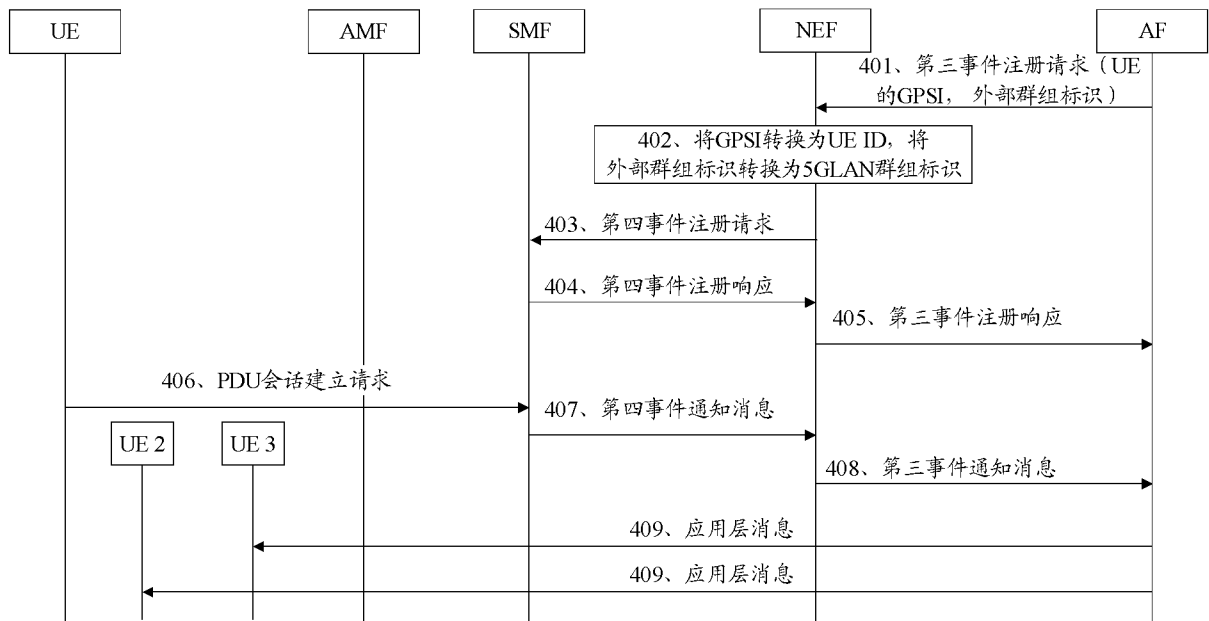 UE
AMF
SMF
NEF
AF
401、第三事件注册请求（UE
的GPSI， 外部群组标识）
402、将GPSI转换为UE ID，将
外部群组标识转换为5GLAN群组标识
403、第四事件注册请求
404、第四事件注册响应
405、第三事件注册响应
406、PDU会话建立请求
407、第四事件通知消息
UE 2
UE 3
408、第三事件通知消息
409、应用层消息
409、应用层消息